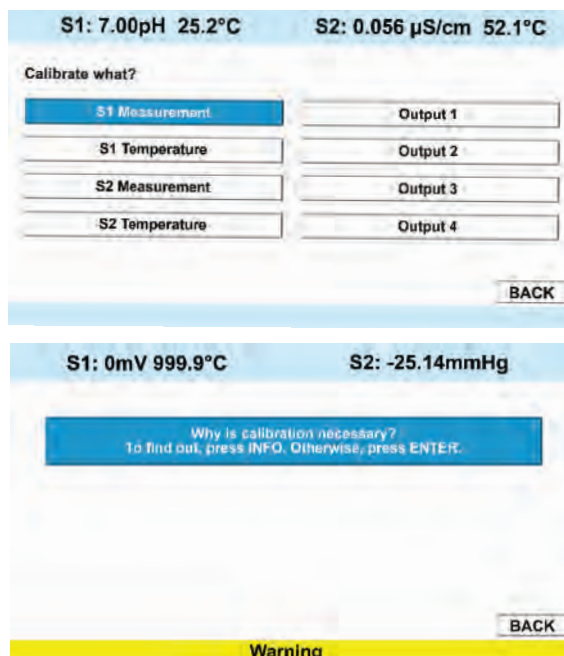 S1: 7.00pH 25.2°C S2: 0.056 µS/cm 52.1°C
Calibrate what?
S1 Measurement Output 1
S1 Temperature Output 2
S2 Measurement Output 3
S2 Temperature Output 4
BACK
S1: 0mV 999.9°C S2: -25.14mmHg
Why is calibration necessary?
To find out, press INFO. Otherwise, press ENTER.
BACK
Warning